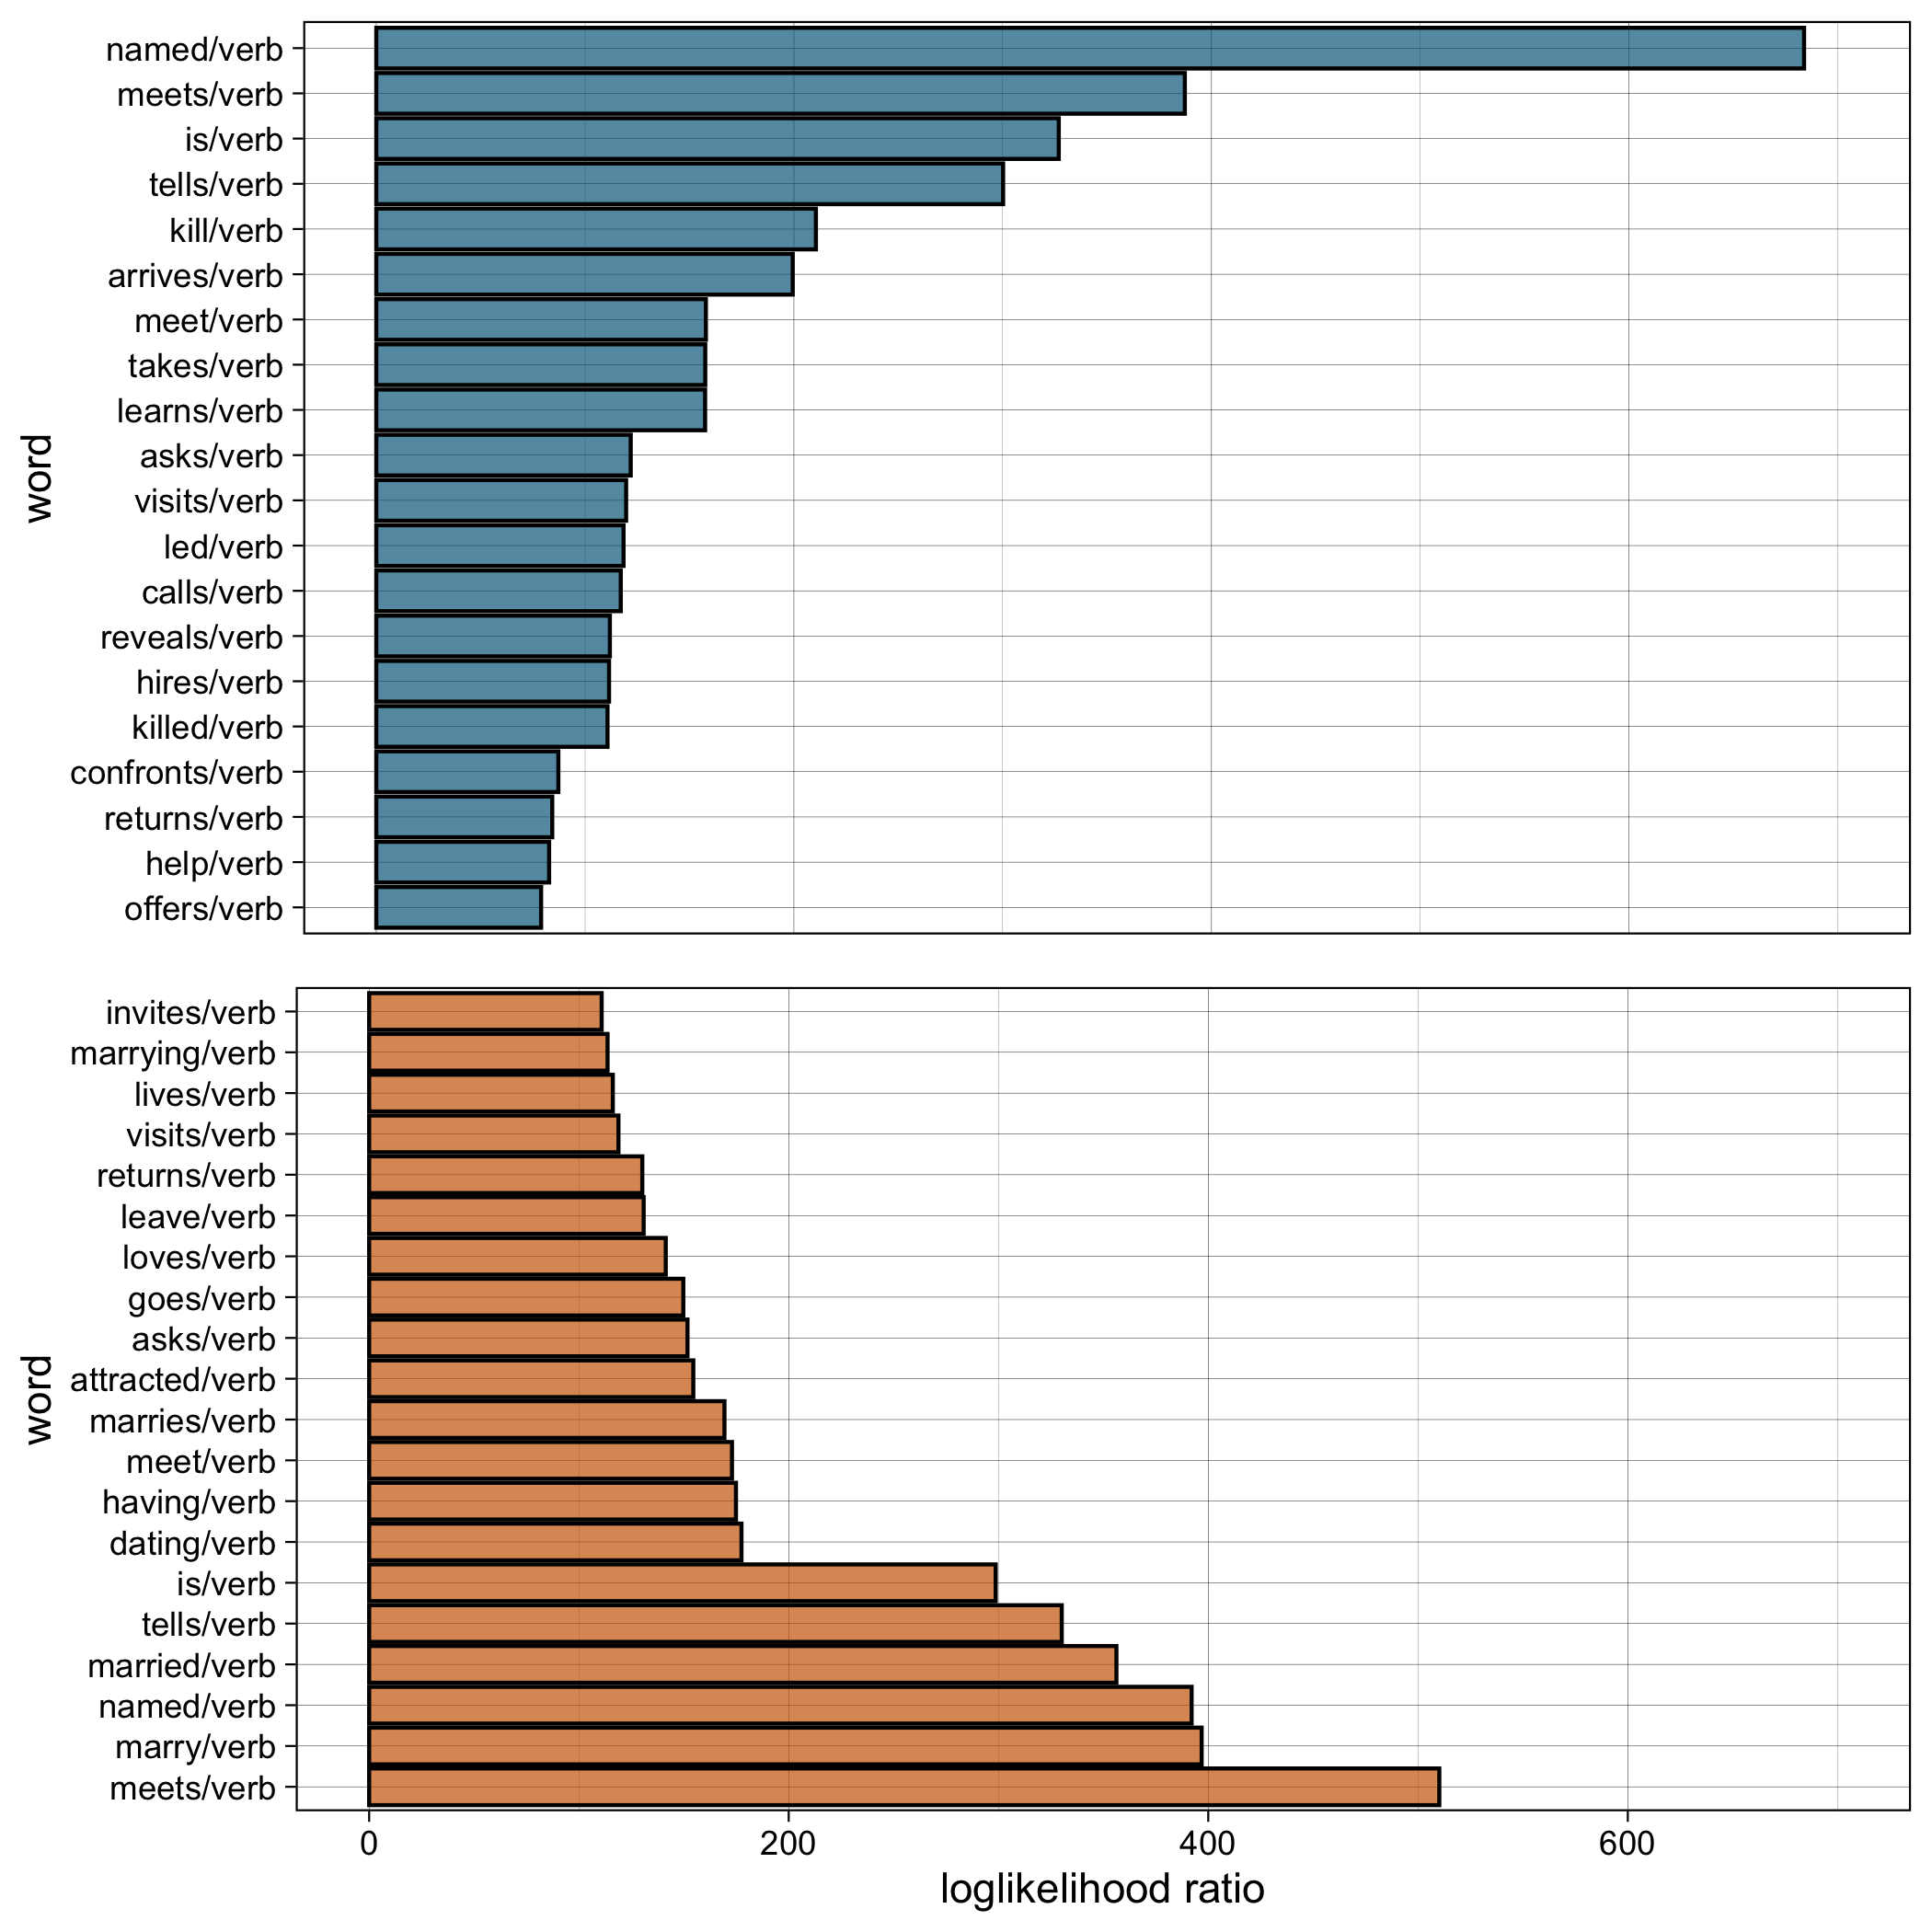 word
named/verb
meets/verb
is/verb
tells/verb
kill/verb
arrives/verb
meet/verb
takes/verb
learns/verb
asks/verb
visits/verb
led/verb
calls/verb
reveals/verb
hires/verb
killed/verb
confronts/verb
returns/verb
help/verb
offers/verb
word
invites/verb
marrying/verb
lives/verb
visits/verb
returns/verb
leave/verb
loves/verb
goes/verb
asks/verb
attracted/verb
marries/verb
meet/verb
having/verb
dating/verb
is/verb
tells/verb
married/verb
named/verb
marry/verb
meets/verb
0 200 400 600
loglikelihood ratio